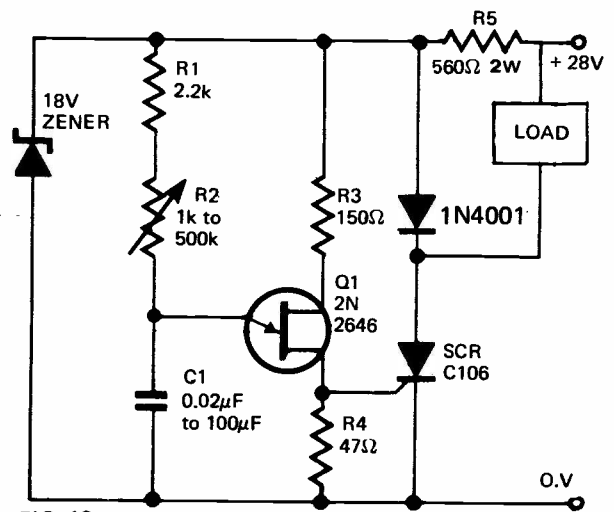 R5
560Ω 2W
+ 28V
R1
2.2k
18V
ZENER
LOAD
R2
1k to
500k
R3
150Ω
1N4001
Q1
2N
2646
SCR
C106
C1
0.02µF
to 100µF
R4
47Ω
O.V